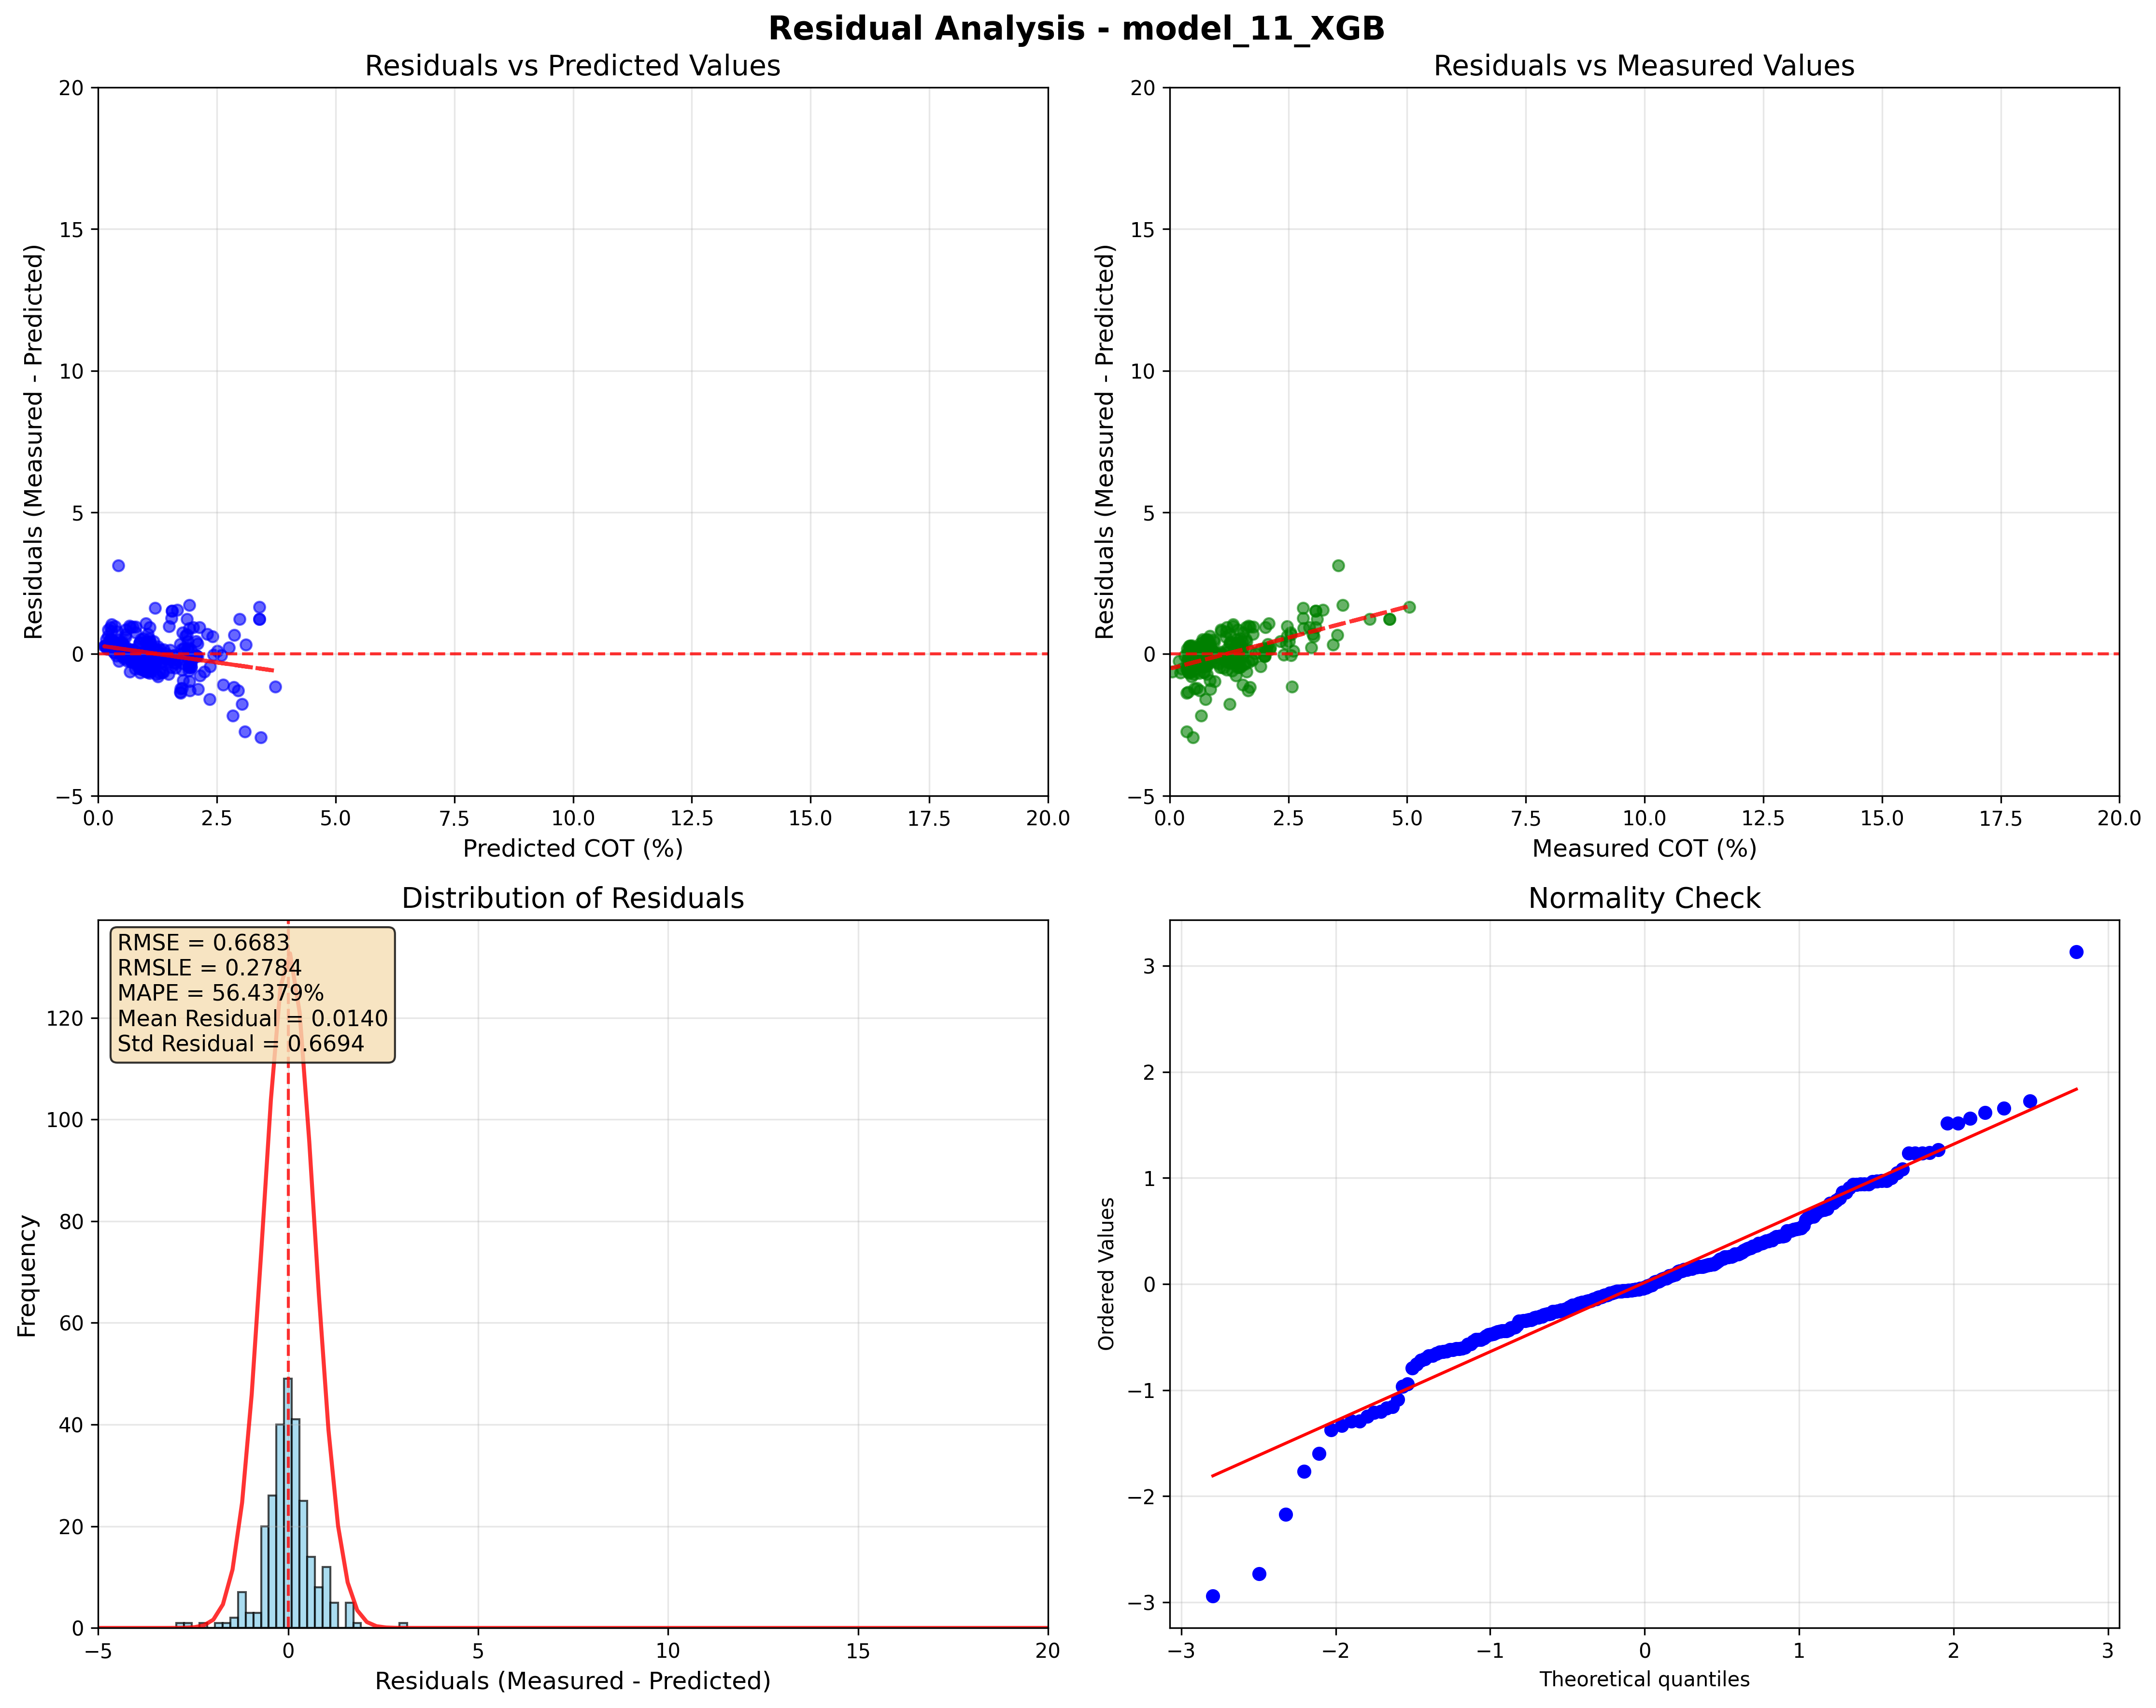 Residual Analysis - model_11_XGB
Residuals vs Predicted Values
20
15
10
5
0
−5
Residuals (Measured - Predicted)
0.0 2.5 5.0 7.5 10.0 12.5 15.0 17.5 20.0
Predicted COT (%)
Residuals vs Measured Values
20
15
10
5
0
−5
Residuals (Measured - Predicted)
0.0 2.5 5.0 7.5 10.0 12.5 15.0 17.5 20.0
Measured COT (%)
Distribution of Residuals
RMSE = 0.6683
RMSLE = 0.2784
MAPE = 56.4379%
Mean Residual = 0.0140
Std Residual = 0.6694
120
100
80
60
40
20
0
Frequency
−5 0 5 10 15 20
Residuals (Measured - Predicted)
Normality Check
3
2
1
0
−1
−2
−3
Ordered Values
−3 −2 −1 0 1 2 3
Theoretical quantiles